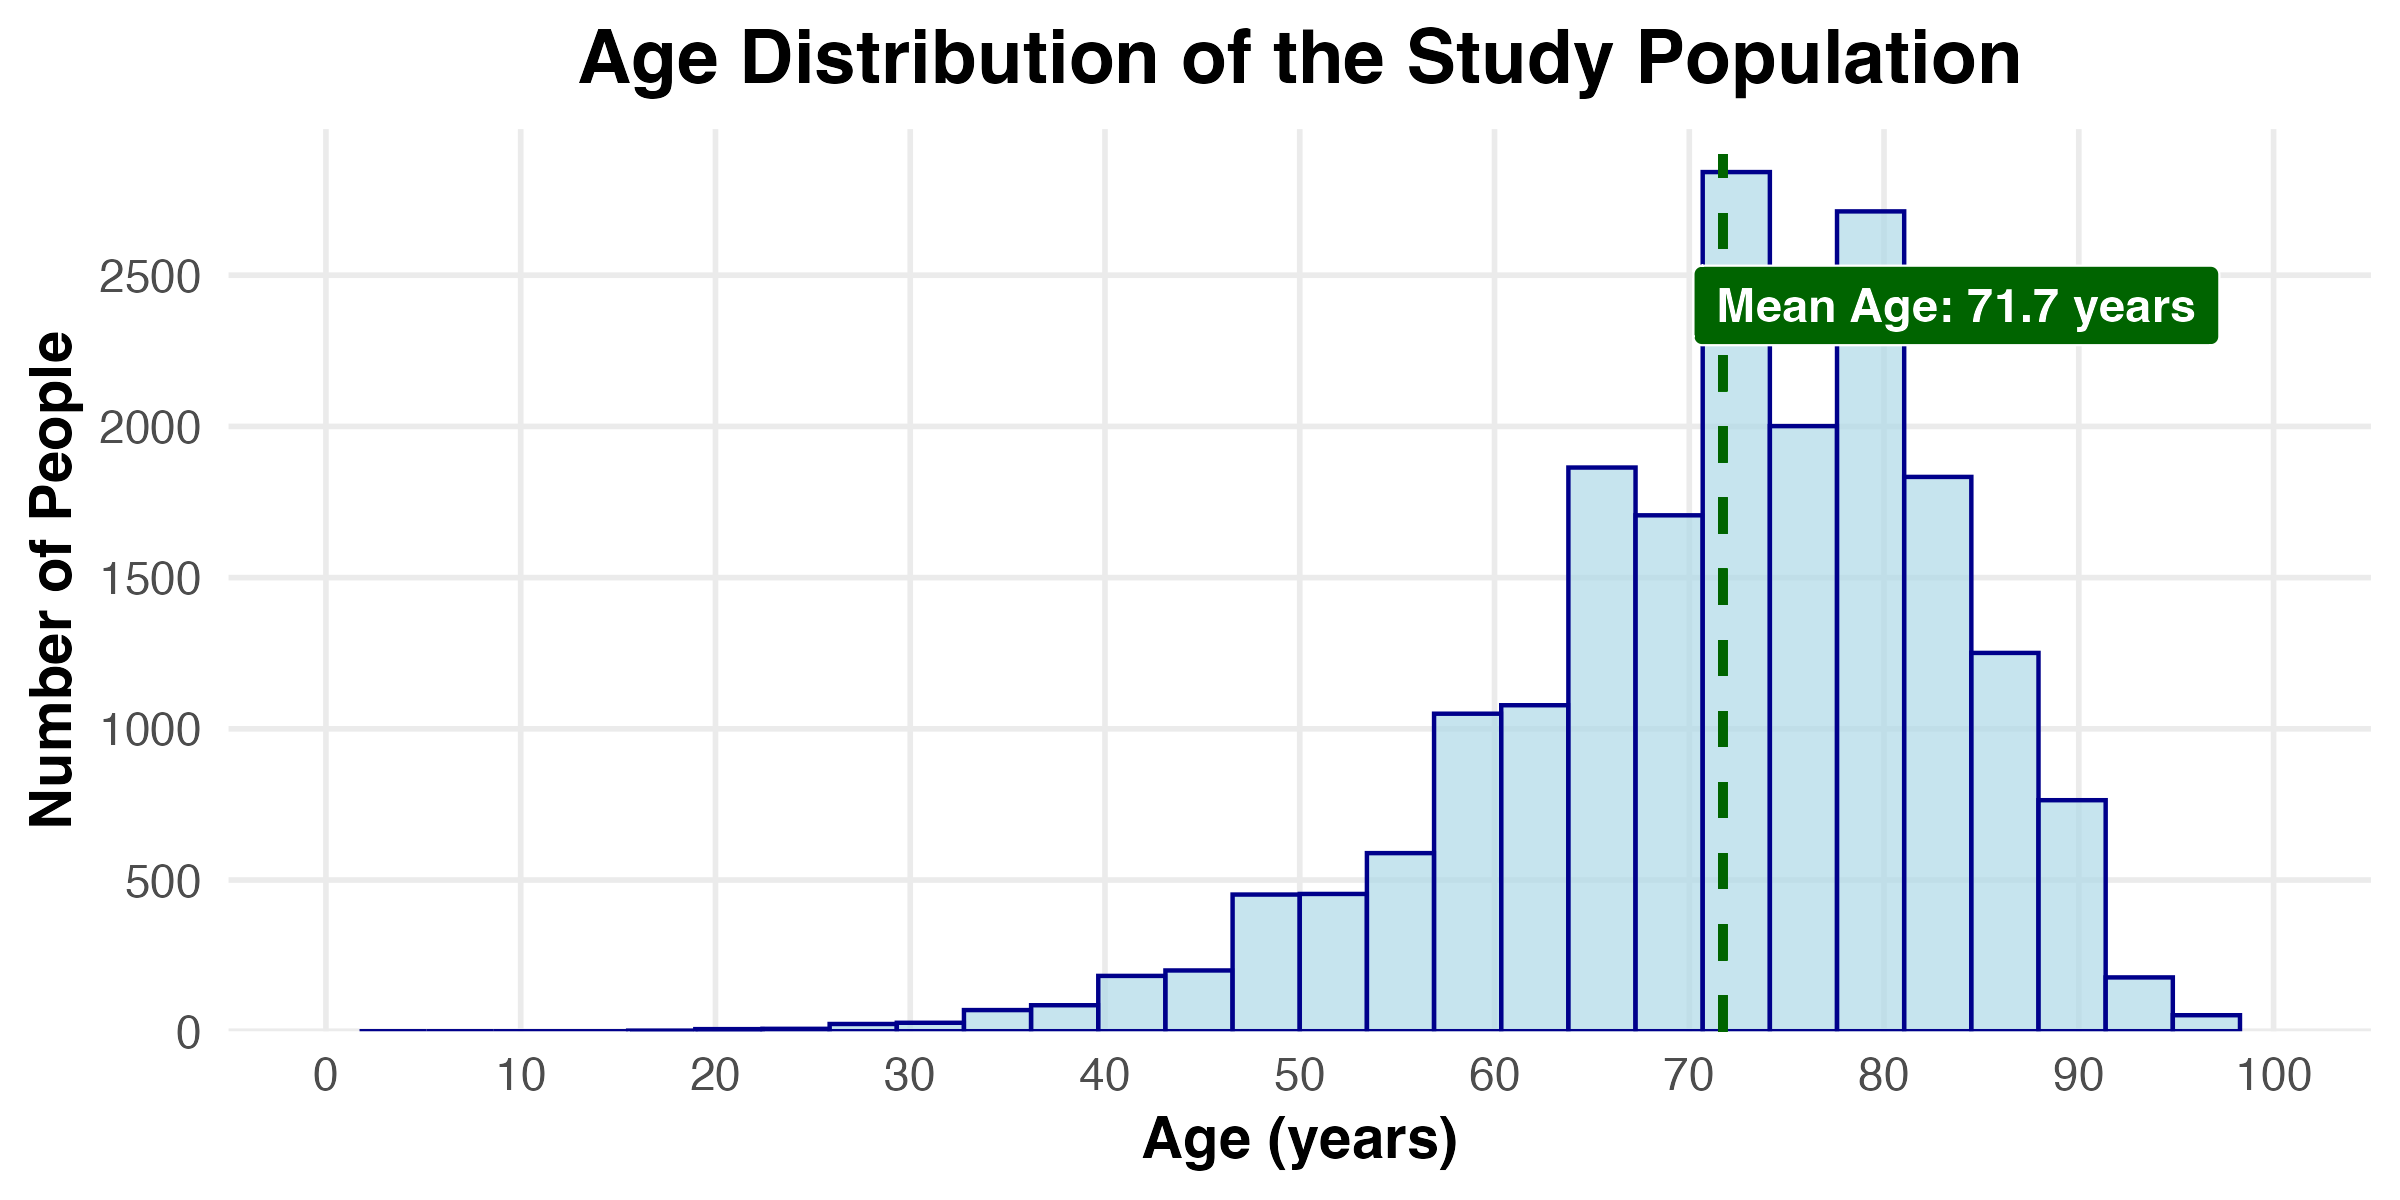 Age Distribution of the Study Population
Number of People
2500
2000
1500
1000
500
0
Mean Age: 71.7 years
0 10 20 30 40 50 60 70 80 90 100
Age (years)